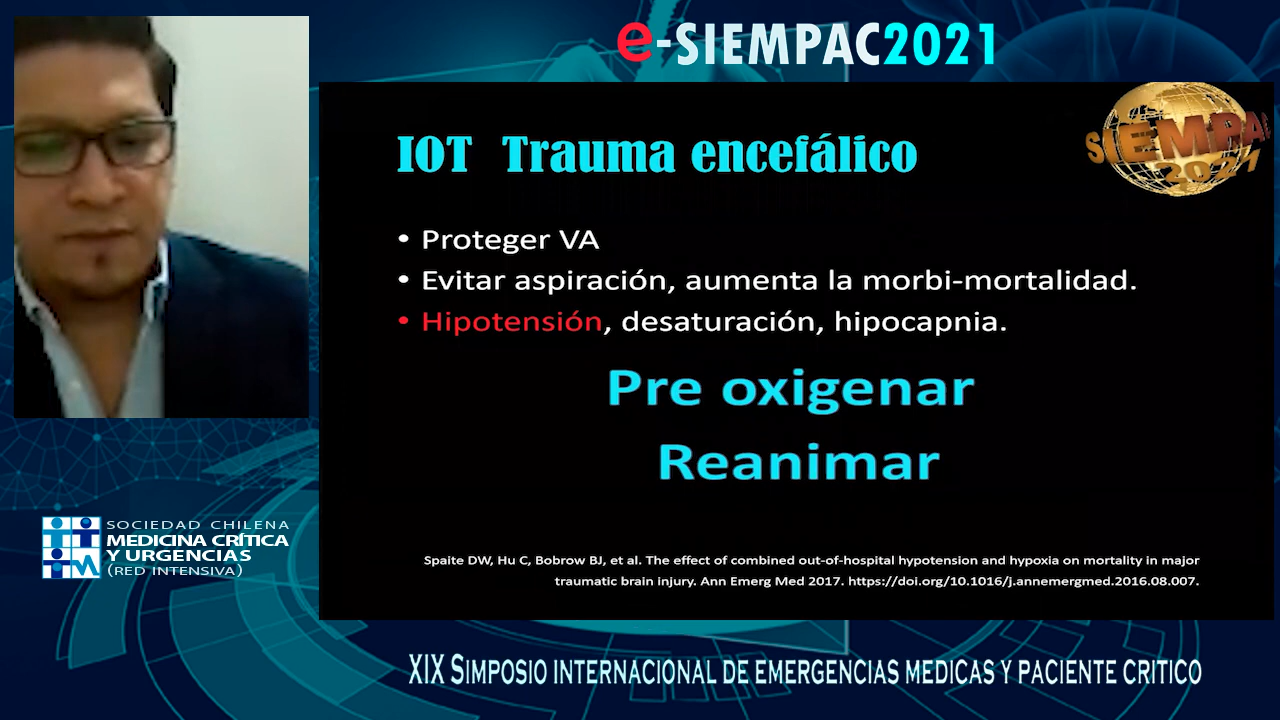 e-SIEMPAC2021
SIEMPAC
2021
IOT Trauma encefálico
• Proteger VA
• Evitar aspiración, aumenta la morbi-mortalidad.
• Hipotensión, desaturación, hipocapnia.
Pre oxigenar
Reanimar
Spaite DW, Hu C, Bobrow BJ, et al. The effect of combined out-of-hospital hypotension and hypoxia on mortality in major
traumatic brain injury. Ann Emerg Med 2017. https://doi.org/10.1016/j.annemergmed.2016.08.007.
SOCIEDAD CHILENA
MEDICINA CRÍTICA
Y URGENCIAS
(RED INTENSIVA)
XIX SIMPOSIO INTERNACIONAL DE EMERGENCIAS MEDICAS Y PACIENTE CRITICO